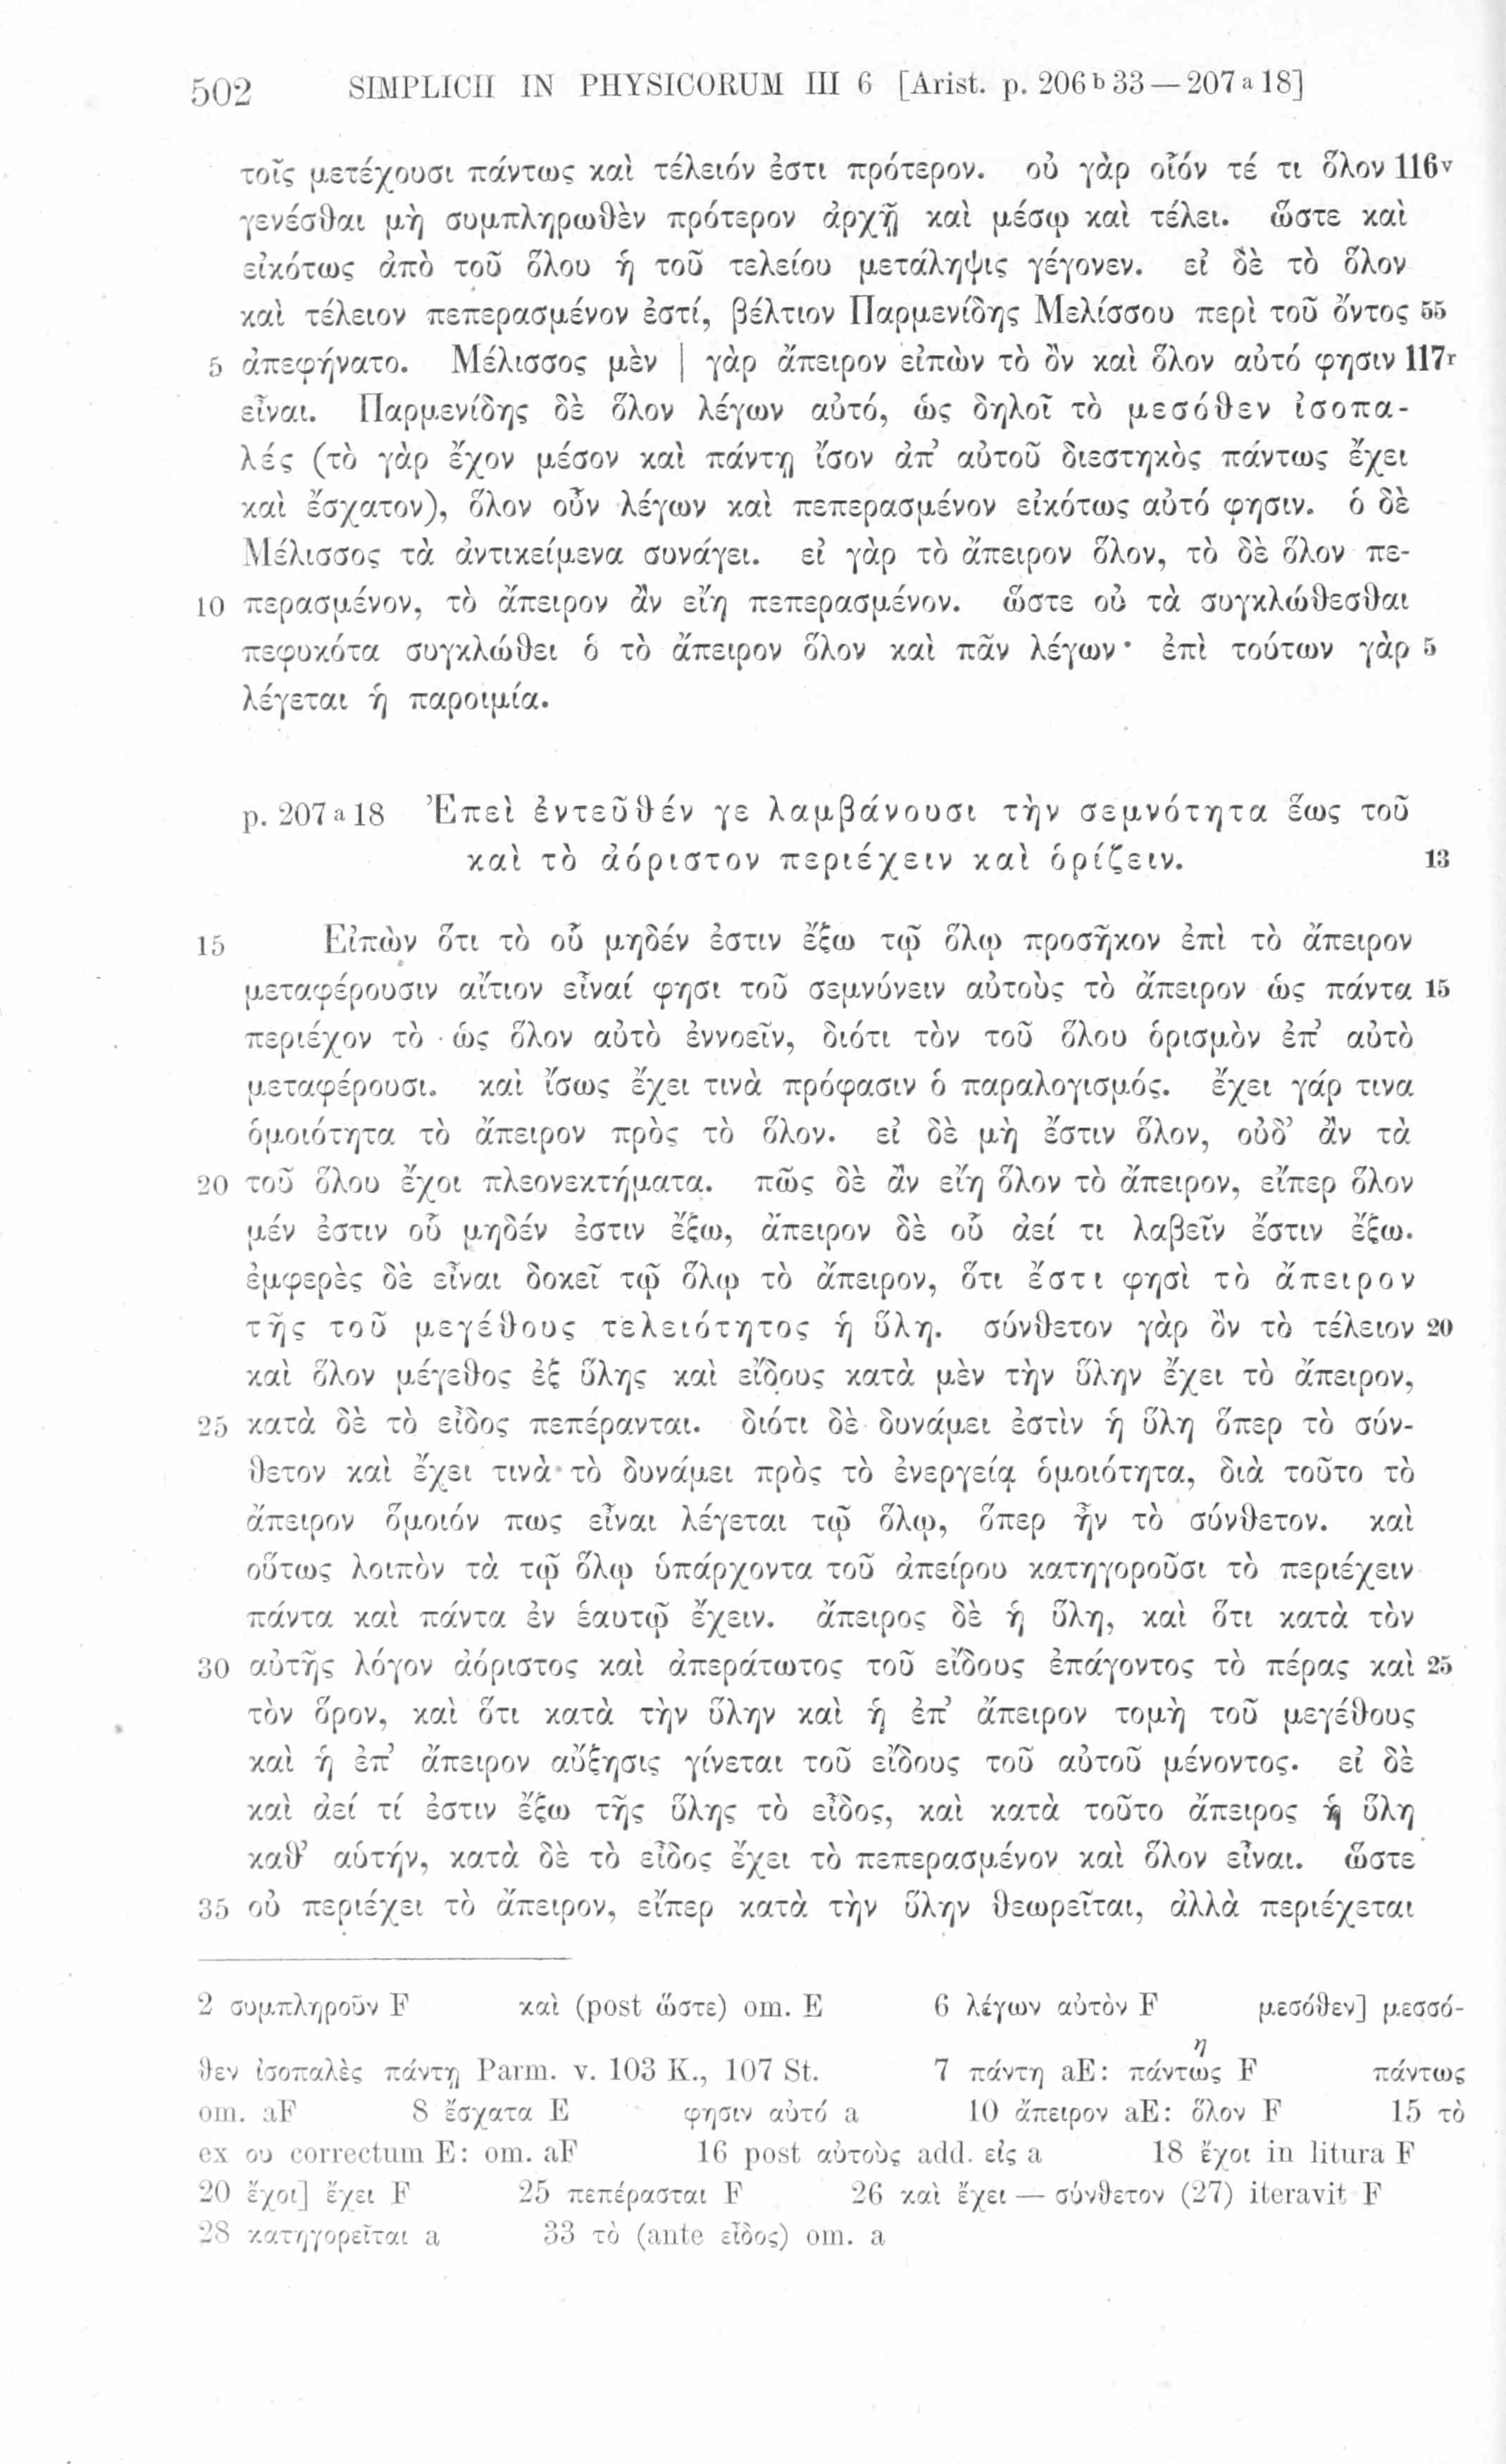 502 SIMPLICII IN PHYSICORUM III 6 [Arist. p. 206 b 33 — 207 a 18]
τοῖς μετέχουσι πάντως καὶ τέλειόν ἐστι πρότερον. οὐ γὰρ οἷόν τέ τι ὅλον 116v
γενέσθαι μὴ συμπληρωθὲν πρότερον ἀρχῇ καὶ μέσῳ καὶ τέλει. ὥστε καὶ
εἰκότως ἀπὸ τοῦ ὅλου ἡ τοῦ τελείου μετάληψις γέγονεν. εἰ δὲ τὸ ὅλον
καὶ τέλειον πεπερασμένον ἐστί, βέλτιον Παρμενίδης Μελίσσου περὶ τοῦ ὄντος 55
5 ἀπεφήνατο. Μέλισσος μὲν | γὰρ ἄπειρον εἰπὼν τὸ ὂν καὶ ὅλον αὐτό φησιν 117r
εἶναι. Παρμενίδης δὲ ὅλον λέγων αὐτό, ὡς δηλοῖ τὸ μεσόθεν ἰσοπα-
λές (τὸ γὰρ ἔχον μέσον καὶ πάντῃ ἴσον ἀπ’ αὐτοῦ διεστηκὸς πάντως ἔχει
καὶ ἔσχατον), ὅλον οὖν λέγων καὶ πεπερασμένον εἰκότως αὐτό φησιν. ὁ δὲ
Μέλισσος τὰ ἀντικείμενα συνάγει. εἰ γὰρ τὸ ἄπειρον ὅλον, τὸ δὲ ὅλον πε-
10 περασμένον, τὸ ἄπειρον ἂν εἴη πεπερασμένον. ὥστε οὐ τὰ συγκλώθεσθαι
πεφυκότα συγκλώθει ὁ τὸ ἄπειρον ὅλον καὶ πᾶν λέγων· ἐπὶ τούτων γὰρ 5
λέγεται ἡ παροιμία.
p. 207 a 18 Ἐπεὶ ἐντεῦθέν γε λαμβάνουσι τὴν σεμνότητα ἕως τοῦ
καὶ τὸ ἀόριστον περιέχειν καὶ ὁρίζειν. 13
15 Εἰπὼν ὅτι τὸ οὗ μηδέν ἐστιν ἔξω τῷ ὅλῳ προσῆκον ἐπὶ τὸ ἄπειρον
μεταφέρουσιν αἴτιον εἶναί φησι τοῦ σεμνύνειν αὐτοὺς τὸ ἄπειρον ὡς πάντα 15
περιέχον τὸ ὡς ὅλον αὐτὸ ἐννοεῖν, διότι τὸν τοῦ ὅλου ὁρισμὸν ἐπ’ αὐτὸ
μεταφέρουσι. καὶ ἴσως ἔχει τινὰ πρόφασιν ὁ παραλογισμός. ἔχει γάρ τινα
ὁμοιότητα τὸ ἄπειρον πρὸς τὸ ὅλον. εἰ δὲ μὴ ἔστιν ὅλον, οὐδ’ ἂν τὰ
20 τοῦ ὅλου ἔχοι πλεονεκτήματα. πῶς δὲ ἂν εἴη ὅλον τὸ ἄπειρον, εἴπερ ὅλον
μέν ἐστιν οὗ μηδέν ἐστιν ἔξω, ἄπειρον δὲ οὗ ἀεί τι λαβεῖν ἔστιν ἔξω.
ἐμφερὲς δὲ εἶναι δοκεῖ τῷ ὅλῳ τὸ ἄπειρον, ὅτι ἔστι φησὶ τὸ ἄπειρον
τῆς τοῦ μεγέθους τελειότητος ἡ ὕλη. σύνθετον γὰρ ὂν τὸ τέλειον 20
καὶ ὅλον μέγεθος ἐξ ὕλης καὶ εἴδους κατὰ μὲν τὴν ὕλην ἔχει τὸ ἄπειρον,
25 κατὰ δὲ τὸ εἶδος πεπέρανται. διότι δὲ δυνάμει ἐστὶν ἡ ὕλη ὅπερ τὸ σύν-
θετον καὶ ἔχει τινὰ τὸ δυνάμει πρὸς τὸ ἐνεργείᾳ ὁμοιότητα, διὰ τοῦτο τὸ
ἄπειρον ὅμοιόν πως εἶναι λέγεται τῷ ὅλῳ, ὅπερ ἦν τὸ σύνθετον. καὶ
οὕτως λοιπὸν τὰ τῷ ὅλῳ ὑπάρχοντα τοῦ ἀπείρου κατηγοροῦσι τὸ περιέχειν
πάντα καὶ πάντα ἐν ἑαυτῷ ἔχειν. ἄπειρος δὲ ἡ ὕλη, καὶ ὅτι κατὰ τὸν
30 αὐτῆς λόγον ἀόριστος καὶ ἀπεράτωτος τοῦ εἴδους ἐπάγοντος τὸ πέρας καὶ 25
τὸν ὅρον, καὶ ὅτι κατὰ τὴν ὕλην καὶ ἡ ἐπ’ ἄπειρον τομὴ τοῦ μεγέθους
καὶ ἡ ἐπ’ ἄπειρον αὔξησις γίνεται τοῦ εἴδους τοῦ αὐτοῦ μένοντος. εἰ δὲ
καὶ ἀεί τί ἐστιν ἔξω τῆς ὕλης τὸ εἶδος, καὶ κατὰ τοῦτο ἄπειρος ἡ ὕλη
καθ’ αὑτήν, κατὰ δὲ τὸ εἶδος ἔχει τὸ πεπερασμένον καὶ ὅλον εἶναι. ὥστε
35 οὐ περιέχει τὸ ἄπειρον, εἴπερ κατὰ τὴν ὕλην θεωρεῖται, ἀλλὰ περιέχεται
2 συμπληροῦν F καὶ (post ὥστε) om. E 6 λέγων αὐτὸν F μεσόθεν] μεσσό-
θεν ἰσοπαλὲς πάντῃ Parm. v. 103 K., 107 St. 7 πάντη aE: πάντως F η πάντως
om. aF 8 ἔσχατα E φησιν αὐτό a 10 ἄπειρον aE: ὅλον F 15 τὸ
ex ου correctum E: om. aF 16 post αὐτοὺς add. εἰς a 18 ἔχοι in litura F
20 ἔχοι] ἔχει F 25 πεπέρασται F 26 καὶ ἔχει — σύνθετον (27) iteravit F
28 κατηγορεῖται a 33 τὸ (ante εἶδος) om. a